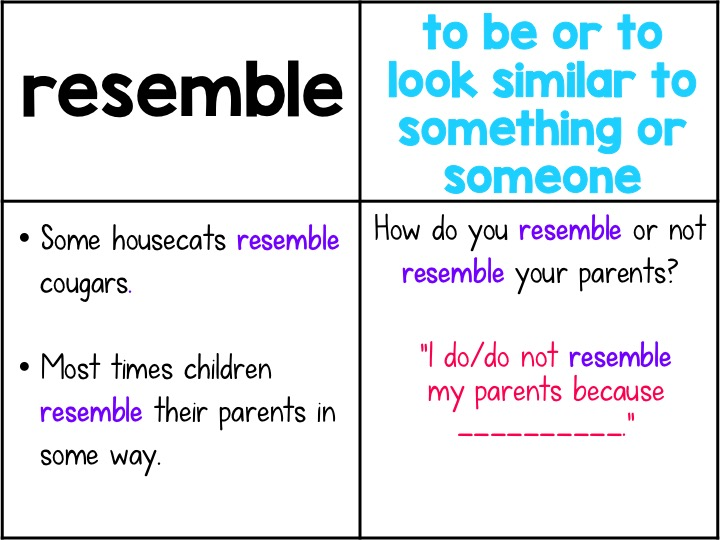 resemble
to be or to
look similar to
something or
someone
• Some housecats resemble
cougars.
• Most times children
resemble their parents in
some way.
How do you resemble or not
resemble your parents?
"I do/do not resemble
my parents because
__________."